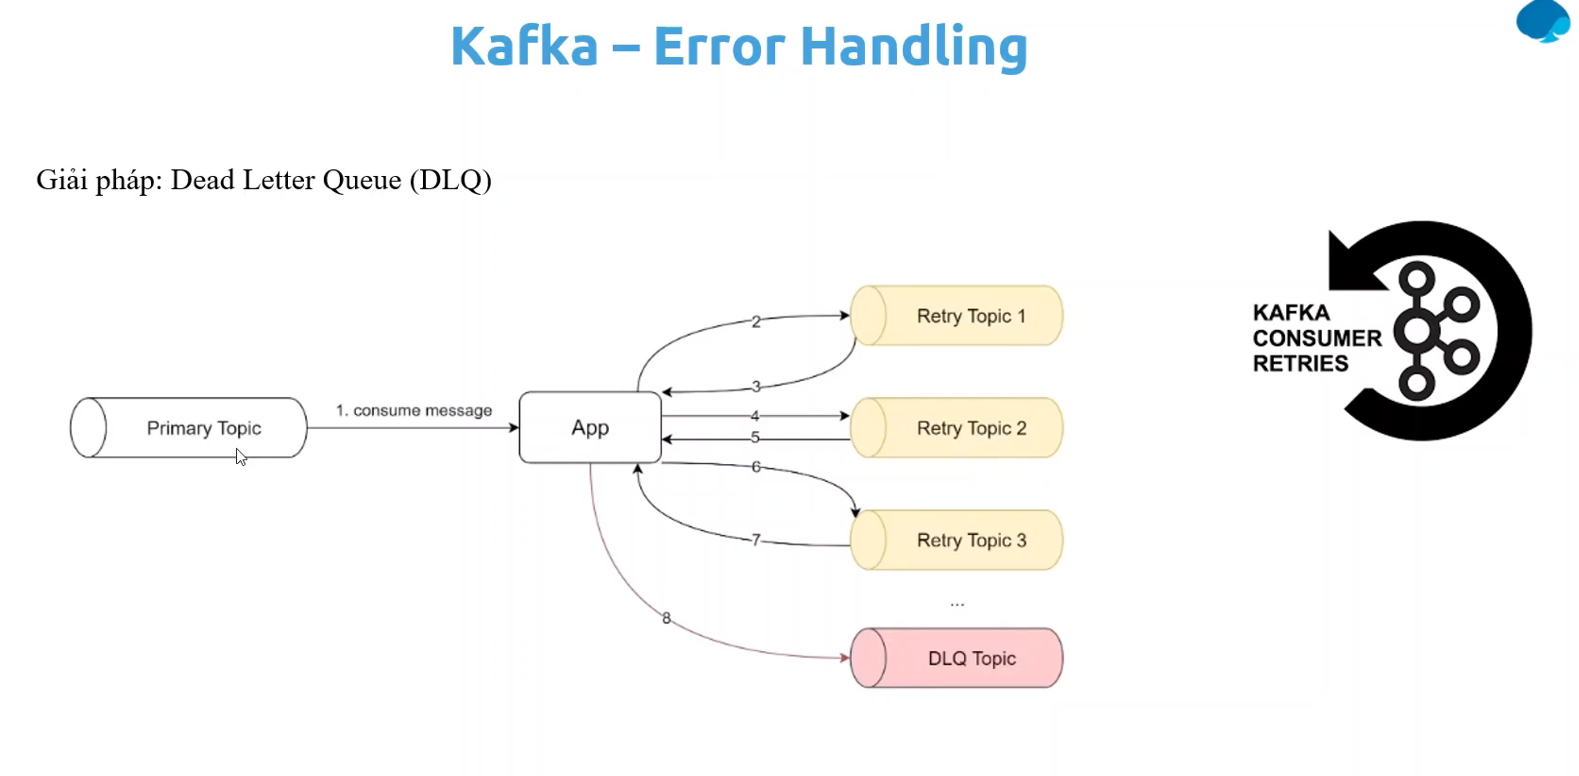 Kafka – Error Handling
Giải pháp: Dead Letter Queue (DLQ)
Primary Topic
1. consume message
App
2
3
4
5
6
7
8
Retry Topic 1
Retry Topic 2
Retry Topic 3
...
DLQ Topic
KAFKA
CONSUMER
RETRIES